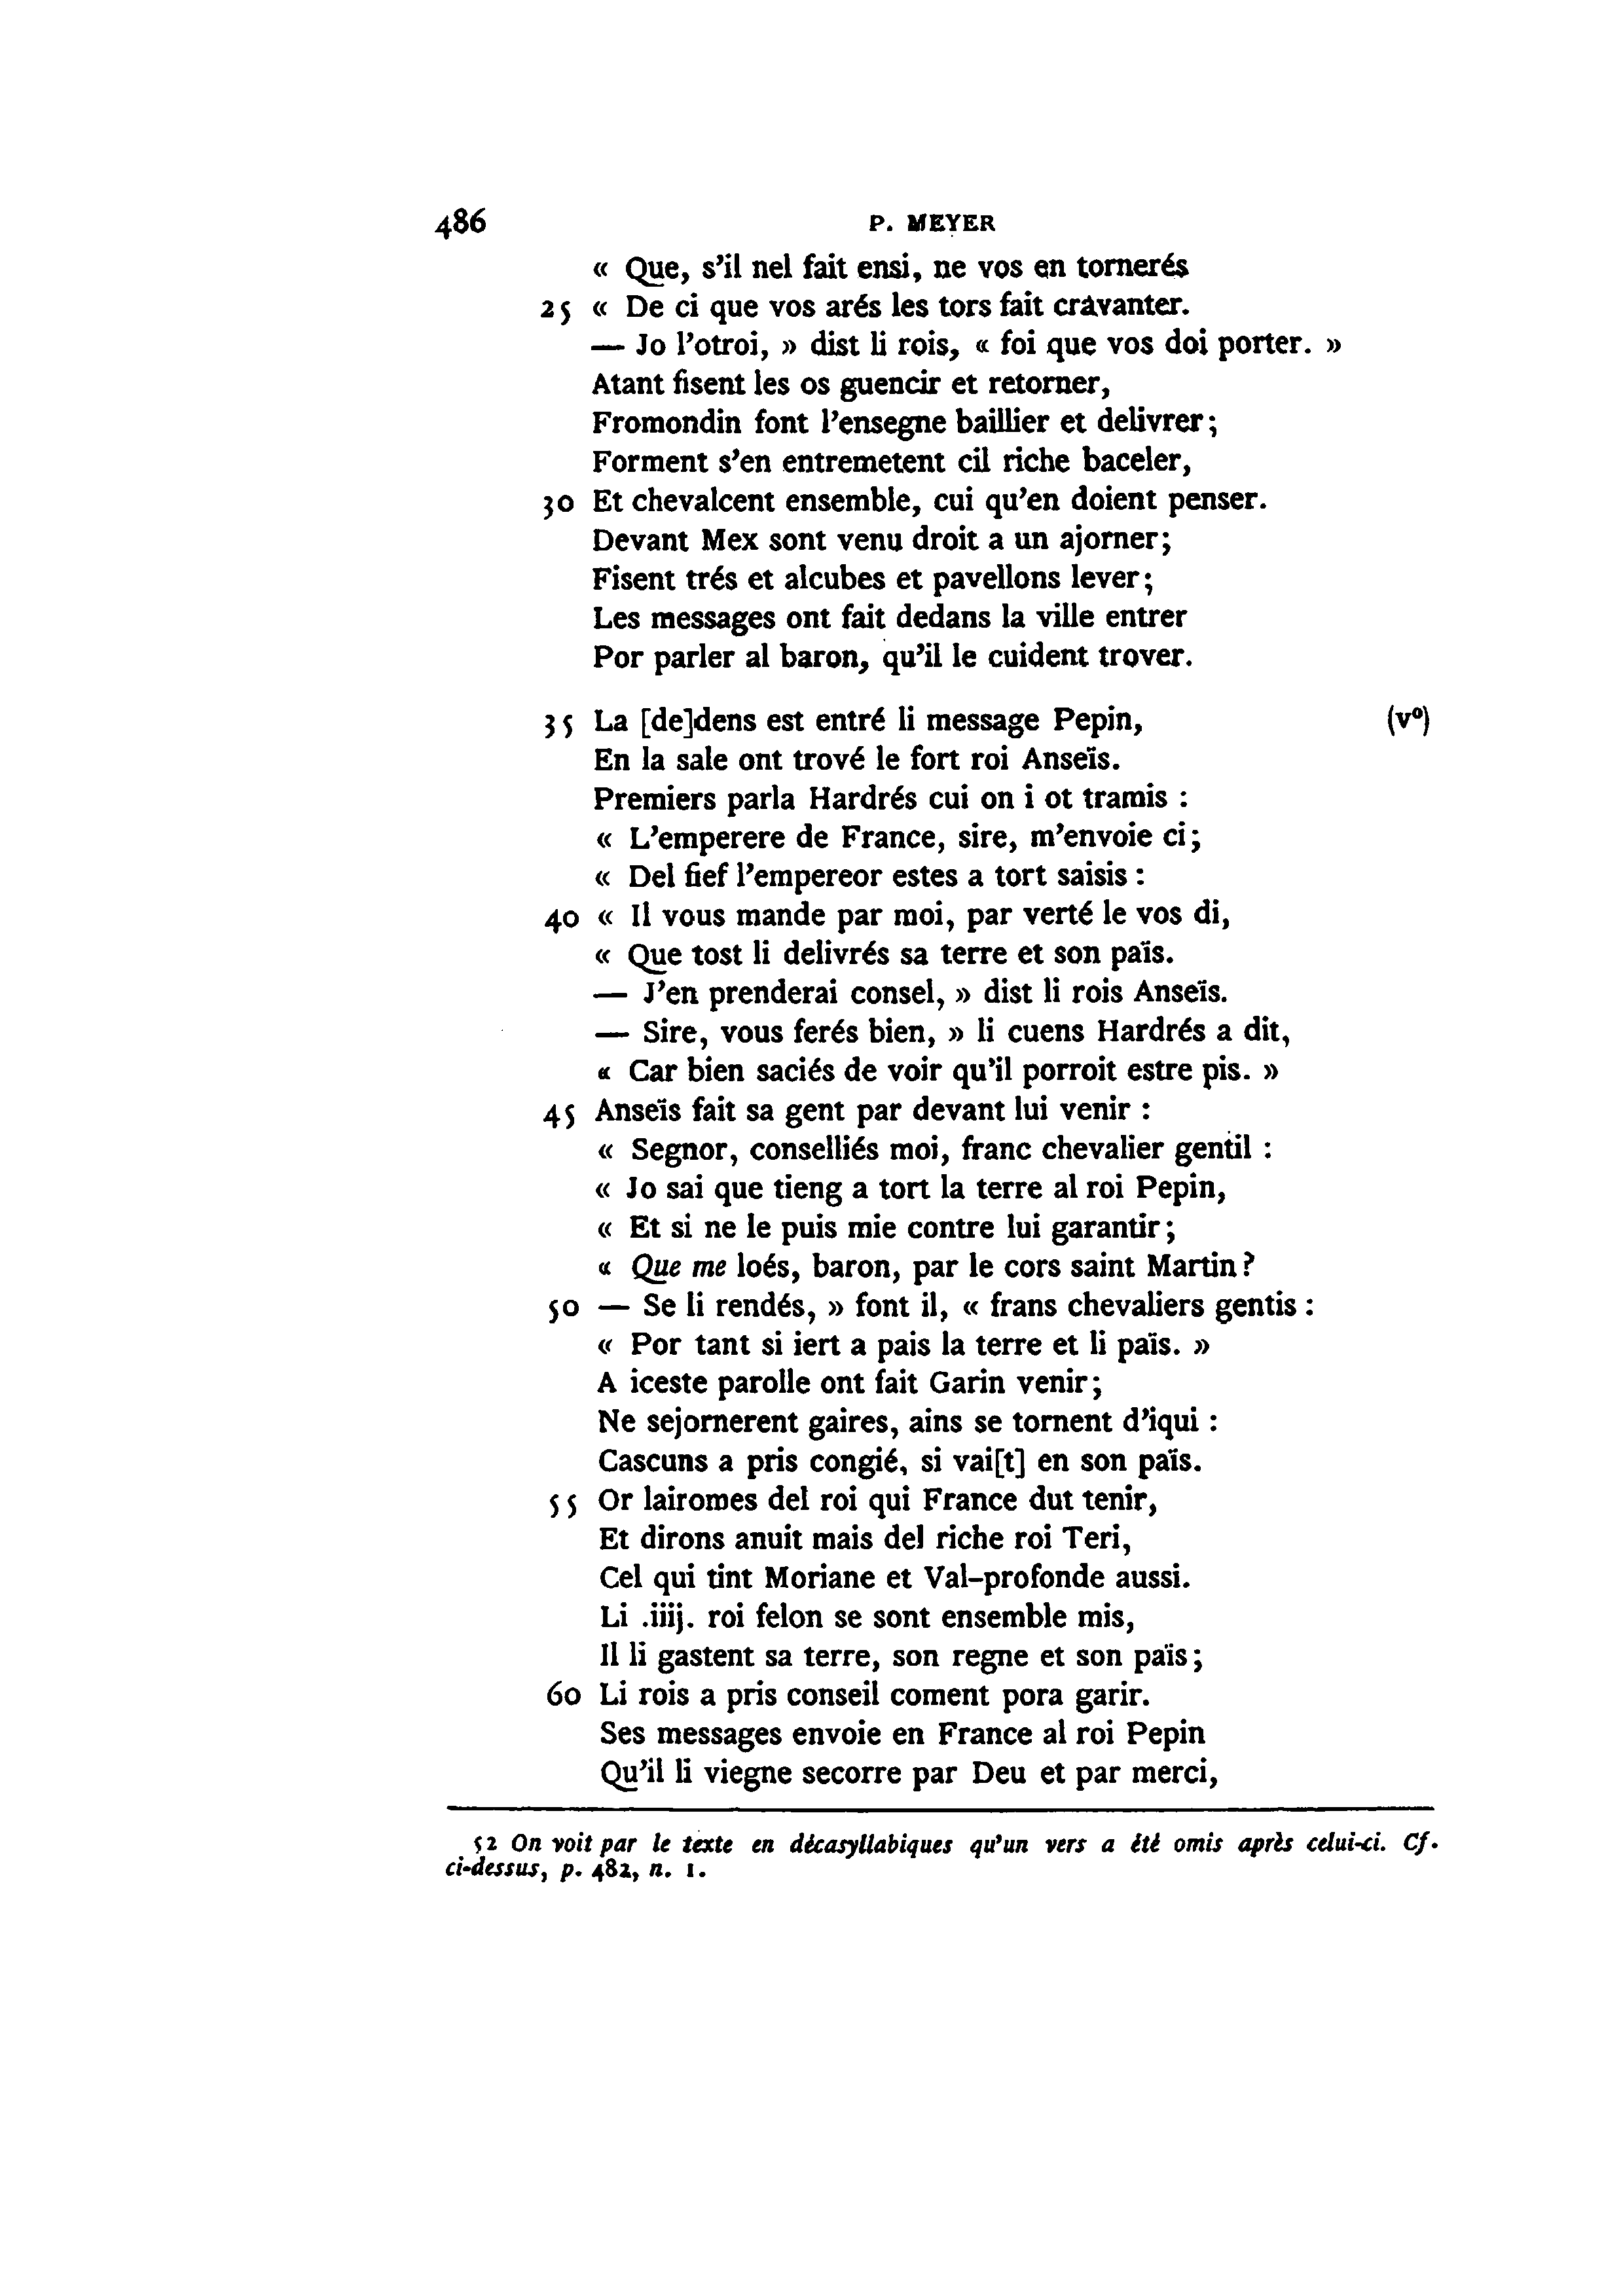 486 P. MEYER
« Que, s'il nel fait ensi, ne vos en tornerés
25 « De ci que vos arés les tors fait cravanter.
— Jo l'otroi, » dist li rois, « foi que vos doi porter. »
Atant fisent les os guencir et retorner,
Fromondin font l'ensegne baillier et delivrer;
Forment s'en entremetent cil riche baceler,
30 Et chevalcent ensemble, cui qu'en doient penser.
Devant Mex sont venu droit a un ajorner;
Fisent trés et alcubes et pavellons lever;
Les messages ont fait dedans la ville entrer
Por parler al baron, qu'il le cuident trover.
35 La [de]dens est entré li message Pepin, (vº)
En la sale ont trové le fort roi Anseïs.
Premiers parla Hardrés cui on i ot tramis :
« L'emperere de France, sire, m'envoie ci;
« Del fief l'empereor estes a tort saisis :
40 « Il vous mande par moi, par verté le vos di,
« Que tost li delivrés sa terre et son païs.
— J'en prenderai consel, » dist li rois Anseïs.
— Sire, vous ferés bien, » li cuens Hardrés a dit,
« Car bien saciés de voir qu'il porroit estre pis. »
45 Anseïs fait sa gent par devant lui venir :
« Segnor, conselliés moi, franc chevalier gentil :
« Jo sai que tieng a tort la terre al roi Pepin,
« Et si ne le puis mie contre lui garantir;
« Que me loés, baron, par le cors saint Martin?
50 — Se li rendés, » font il, « frans chevaliers gentis :
« Por tant si iert a pais la terre et li païs. »
A iceste parolle ont fait Garin venir;
Ne sejornerent gaires, ains se tornent d'iqui :
Cascuns a pris congié, si vai[t] en son païs.
55 Or lairomes del roi qui France dut tenir,
Et dirons anuit mais del riche roi Teri,
Cel qui tint Moriane et Val-profonde aussi.
Li .iiij. roi felon se sont ensemble mis,
Il li gastent sa terre, son regne et son païs;
60 Li rois a pris conseil coment pora garir.
Ses messages envoie en France al roi Pepin
Qu'il li viegne secorre par Deu et par merci,
52 On voit par le texte en décasyllabiques qu'un vers a été omis après celui-ci. Cf.
ci-dessus, p. 482, n. 1.